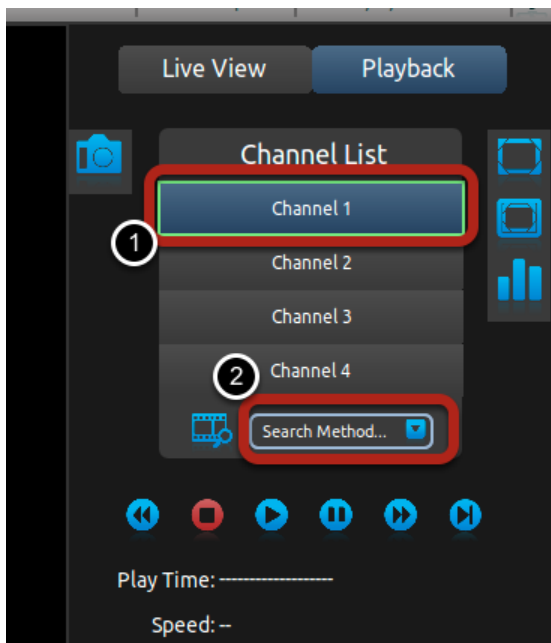 Live View Playback
Channel List
Channel 1
1
Channel 2
Channel 3
2 Channel 4
Search Method...
Play Time: -------------------
Speed: --